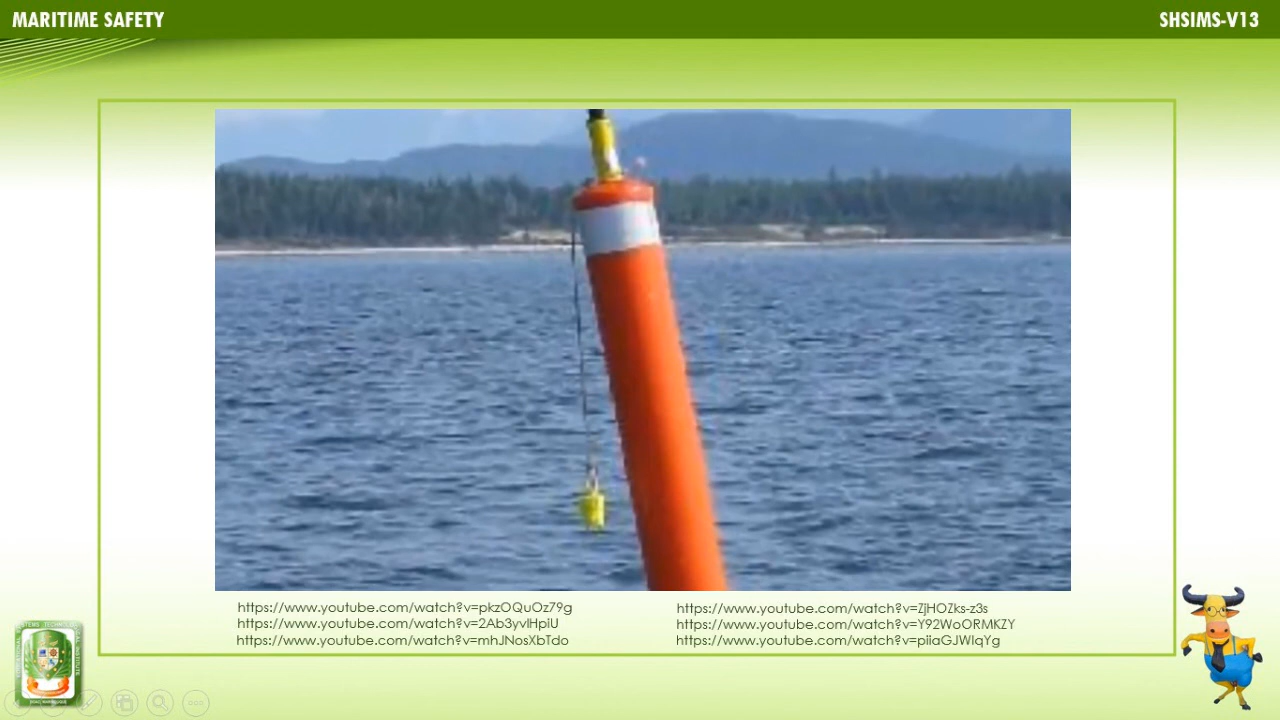 MARITIME SAFETY
SHSIMS-V13
https://www.youtube.com/watch?v=pkzOQuOz79g
https://www.youtube.com/watch?v=2Ab3yvlHpiU
https://www.youtube.com/watch?v=mhJNoiXbTdo
https://www.youtube.com/watch?v=ZjHOZks-z3s
https://www.youtube.com/watch?v=Y92WoORMKZY
https://www.youtube.com/watch?v=piiaGJWIqYg